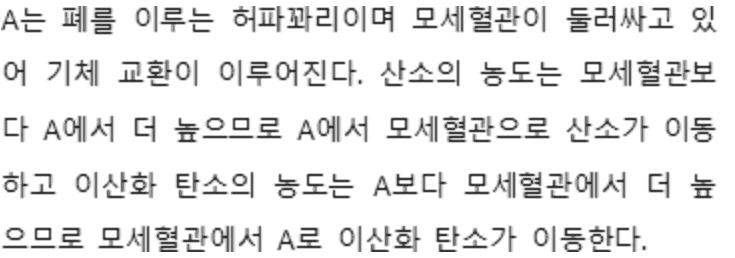 A는 폐를 이루는 허파꽈리이며 모세혈관이 둘러싸고 있
어 기체 교환이 이루어진다. 산소의 농도는 모세혈관보
다 A에서 더 높으므로 A에서 모세혈관으로 산소가 이동
하고 이산화 탄소의 농도는 A보다 모세혈관에서 더 높
으므로 모세혈관에서 A로 이산화 탄소가 이동한다.